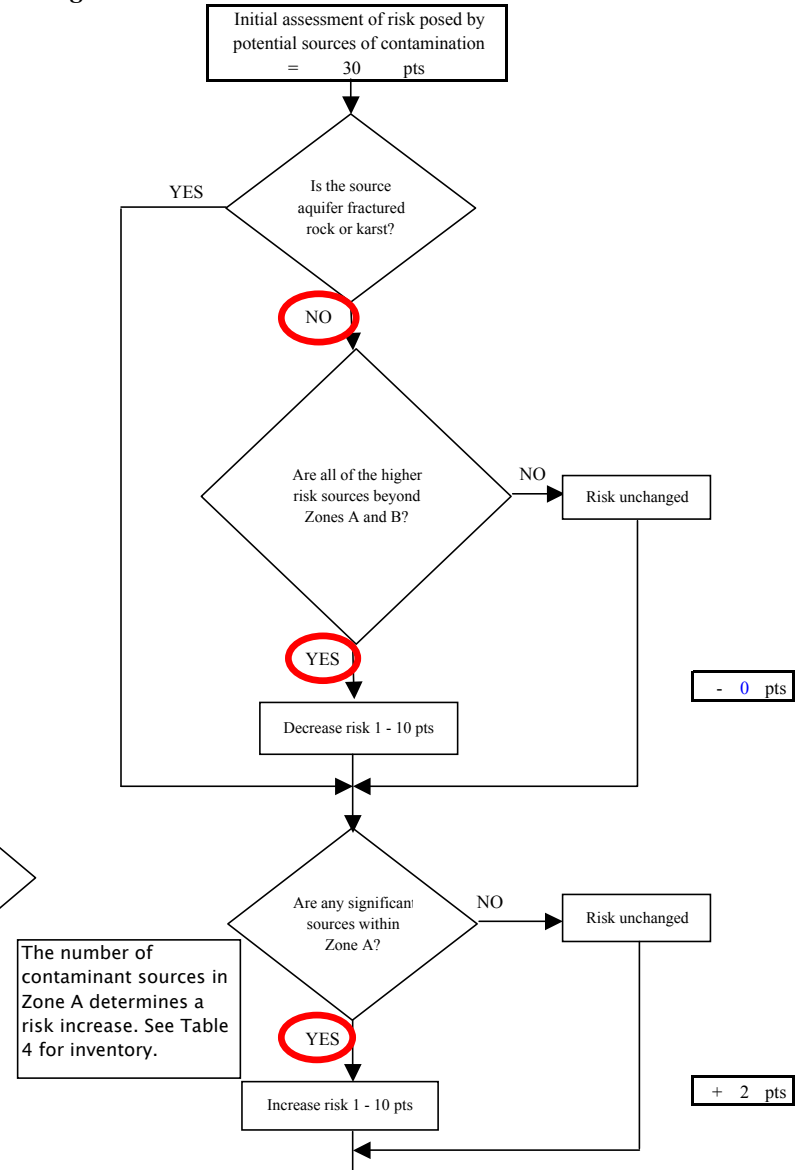 Initial assessment of risk posed by
potential sources of contamination
= 30 pts
YES
Is the source
aquifer fractured
rock or karst?
NO
Are all of the higher
risk sources beyond
Zones A and B?
NO
Risk unchanged
YES
- 0 pts
Decrease risk 1 - 10 pts
Are any significant
sources within
Zone A?
NO
Risk unchanged
The number of
contaminant sources in
Zone A determines a
risk increase. See Table
4 for inventory.
YES
+ 2 pts
Increase risk 1 - 10 pts